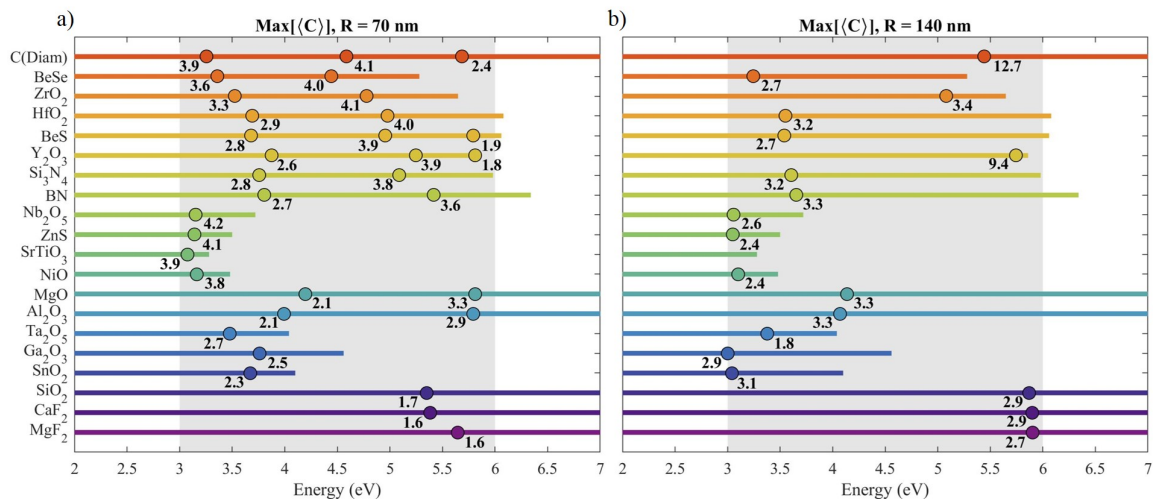 a)
Max[⟨C⟩], R = 70 nm
C(Diam)
3.9 4.1 2.4
BeSe
3.6 4.0
ZrO2
3.3 4.1
HfO2
2.9 4.0
BeS
2.8 3.9 1.9
Y2O3
2.6 3.9 1.8
Si3N4
2.8 3.8
BN
2.7 3.6
Nb2O5
4.2
ZnS
4.1
SrTiO3
3.9
NiO
3.8
MgO
2.1 3.3
Al2O3
2.1 2.9
Ta2O5
2.7
Ga2O3
2.5
SnO2
2.3
SiO2
1.7
CaF2
1.6
MgF2
1.6
2 2.5 3 3.5 4 4.5 5 5.5 6 6.5 7
Energy (eV)
b)
Max[⟨C⟩], R = 140 nm
12.7
2.7
3.4
3.2
2.7
9.4
3.2
3.3
2.6
2.4
2.4
3.3
3.3
1.8
2.9
3.1
2.9
2.9
2.7
2 2.5 3 3.5 4 4.5 5 5.5 6 6.5 7
Energy (eV)